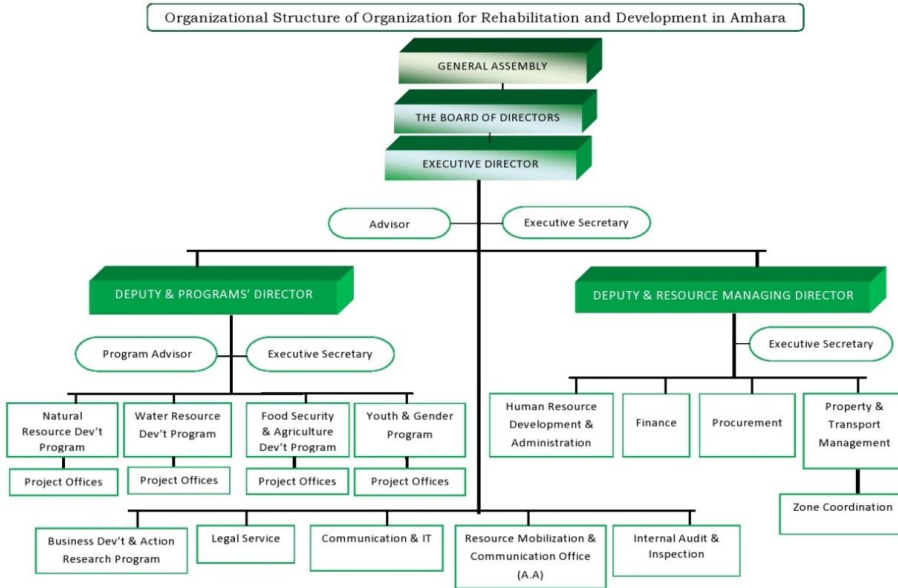 Organizational Structure of Organization for Rehabilitation and Development in Amhara
GENERAL ASSEMBLY
THE BOARD OF DIRECTORS
EXECUTIVE DIRECTOR
Advisor
Executive Secretary
DEPUTY & PROGRAMS' DIRECTOR
DEPUTY & RESOURCE MANAGING DIRECTOR
Program Advisor
Executive Secretary
Executive Secretary
Natural
Resource Dev't
Program
Water Resource
Dev't Program
Food Security
& Agriculture
Dev't Program
Youth & Gender
Program
Human Resource
Development &
Administration
Finance
Procurement
Property &
Transport
Management
Project Offices
Project Offices
Project Offices
Project Offices
Zone Coordination
Business Dev't & Action
Research Program
Legal Service
Communication & IT
Resource Mobilization &
Communication Office
(A.A)
Internal Audit &
Inspection